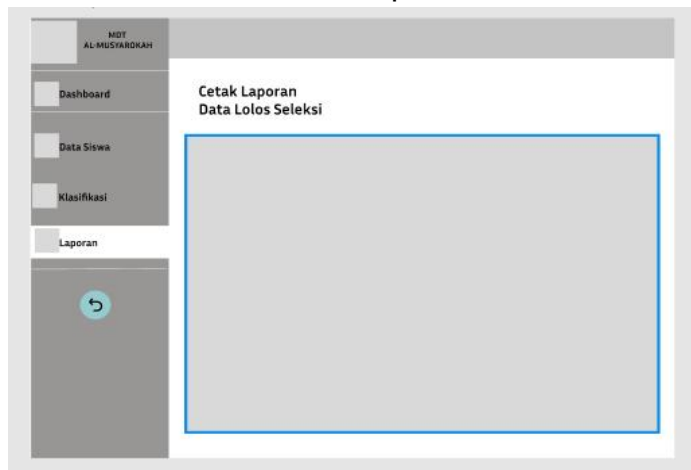 MDT
AL-MUSYAROKAH
Dashboard
Data Siswa
Klasifikasi
Laporan
Cetak Laporan
Data Lolos Seleksi